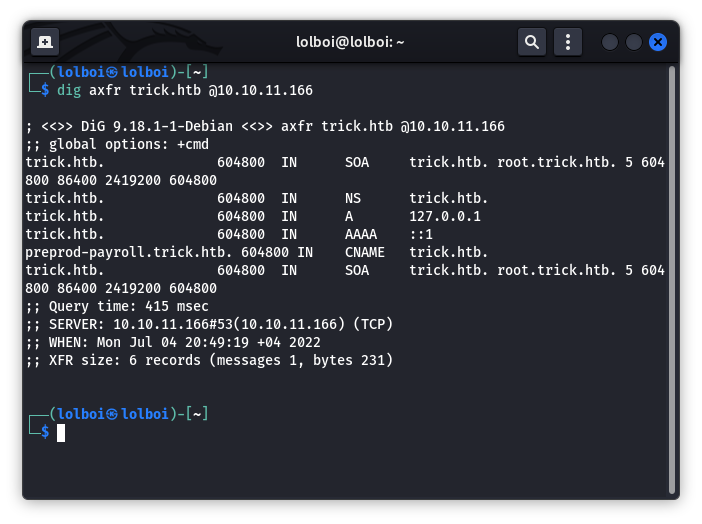 lolboi@lolboi: ~
┌──(lolboi㉿lolboi)-[~]
└─$ dig axfr trick.htb @10.10.11.166
; <<>> DiG 9.18.1-1-Debian <<>> axfr trick.htb @10.10.11.166
;; global options: +cmd
trick.htb. 604800 IN SOA trick.htb. root.trick.htb. 5 604
800 86400 2419200 604800
trick.htb. 604800 IN NS trick.htb.
trick.htb. 604800 IN A 127.0.0.1
trick.htb. 604800 IN AAAA ::1
preprod-payroll.trick.htb. 604800 IN CNAME trick.htb.
trick.htb. 604800 IN SOA trick.htb. root.trick.htb. 5 604
800 86400 2419200 604800
;; Query time: 415 msec
;; SERVER: 10.10.11.166#53(10.10.11.166) (TCP)
;; WHEN: Mon Jul 04 20:49:19 +04 2022
;; XFR size: 6 records (messages 1, bytes 231)
┌──(lolboi㉿lolboi)-[~]
└─$